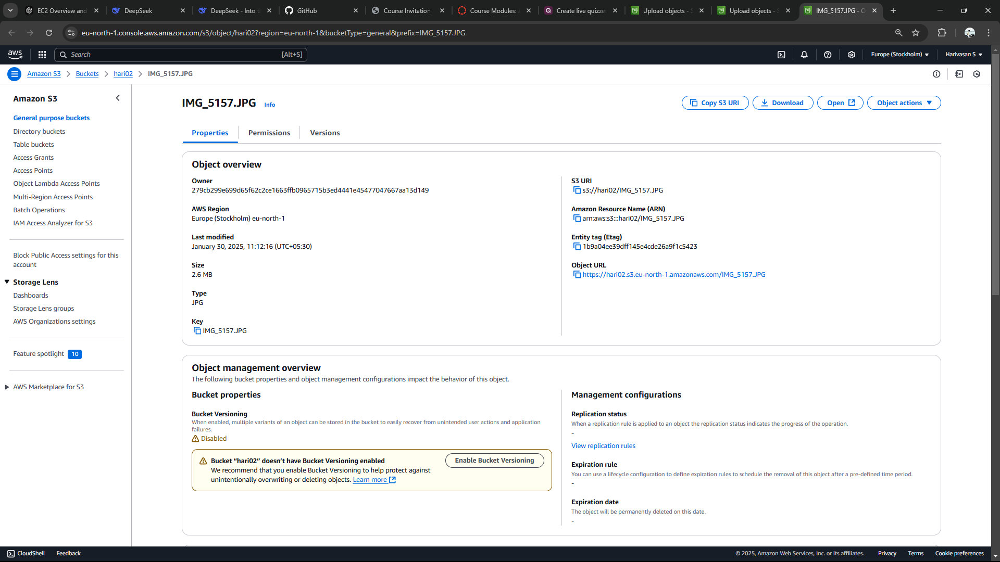 EC2 Overview and
DeepSeek
DeepSeek - Into t
GitHub
Course Invitation
Course Modules:
Create live quizze
Upload objects -
Upload objects -
IMG_5157.JPG - O
eu-north-1.console.aws.amazon.com/s3/object/hari02?region=eu-north-1&bucketType=general&prefix=IMG_5157.JPG
aws
Search
[Alt+S]
Europe (Stockholm)
Harivasan S
Amazon S3
Buckets
hari02
IMG_5157.JPG
Amazon S3
General purpose buckets
Directory buckets
Table buckets
Access Grants
Access Points
Object Lambda Access Points
Multi-Region Access Points
Batch Operations
IAM Access Analyzer for S3
Block Public Access settings for this
account
Storage Lens
Dashboards
Storage Lens groups
AWS Organizations settings
Feature spotlight 10
AWS Marketplace for S3
IMG_5157.JPG Info
Copy S3 URI
Download
Open
Object actions
Properties
Permissions
Versions
Object overview
Owner
279cb299e699d65f62c2ce1663ffb0965715b3ed4441e45477047667aa13d149
AWS Region
Europe (Stockholm) eu-north-1
Last modified
January 30, 2025, 11:12:16 (UTC+05:30)
Size
2.6 MB
Type
JPG
Key
IMG_5157.JPG
S3 URI
s3://hari02/IMG_5157.JPG
Amazon Resource Name (ARN)
arn:aws:s3:::hari02/IMG_5157.JPG
Entity tag (Etag)
1b9a04ee39dff145e4cde26a9f1c5423
Object URL
https://hari02.s3.eu-north-1.amazonaws.com/IMG_5157.JPG
Object management overview
The following bucket properties and object management configurations impact the behavior of this object.
Bucket properties
Bucket Versioning
When enabled, multiple variants of an object can be stored in the bucket to easily recover from unintended user actions and application
failures.
Disabled
Bucket “hari02” doesn’t have Bucket Versioning enabled
We recommend that you enable Bucket Versioning to help protect against
unintentionally overwriting or deleting objects. Learn more
Enable Bucket Versioning
Management configurations
Replication status
When a replication rule is applied to an object the replication status indicates the progress of the operation.
-
View replication rules
Expiration rule
You can use a lifecycle configuration to define expiration rules to schedule the removal of this object after a pre-defined time period.
-
Expiration date
The object will be permanently deleted on this date.
-
CloudShell
Feedback
© 2025, Amazon Web Services, Inc. or its affiliates.
Privacy
Terms
Cookie preferences